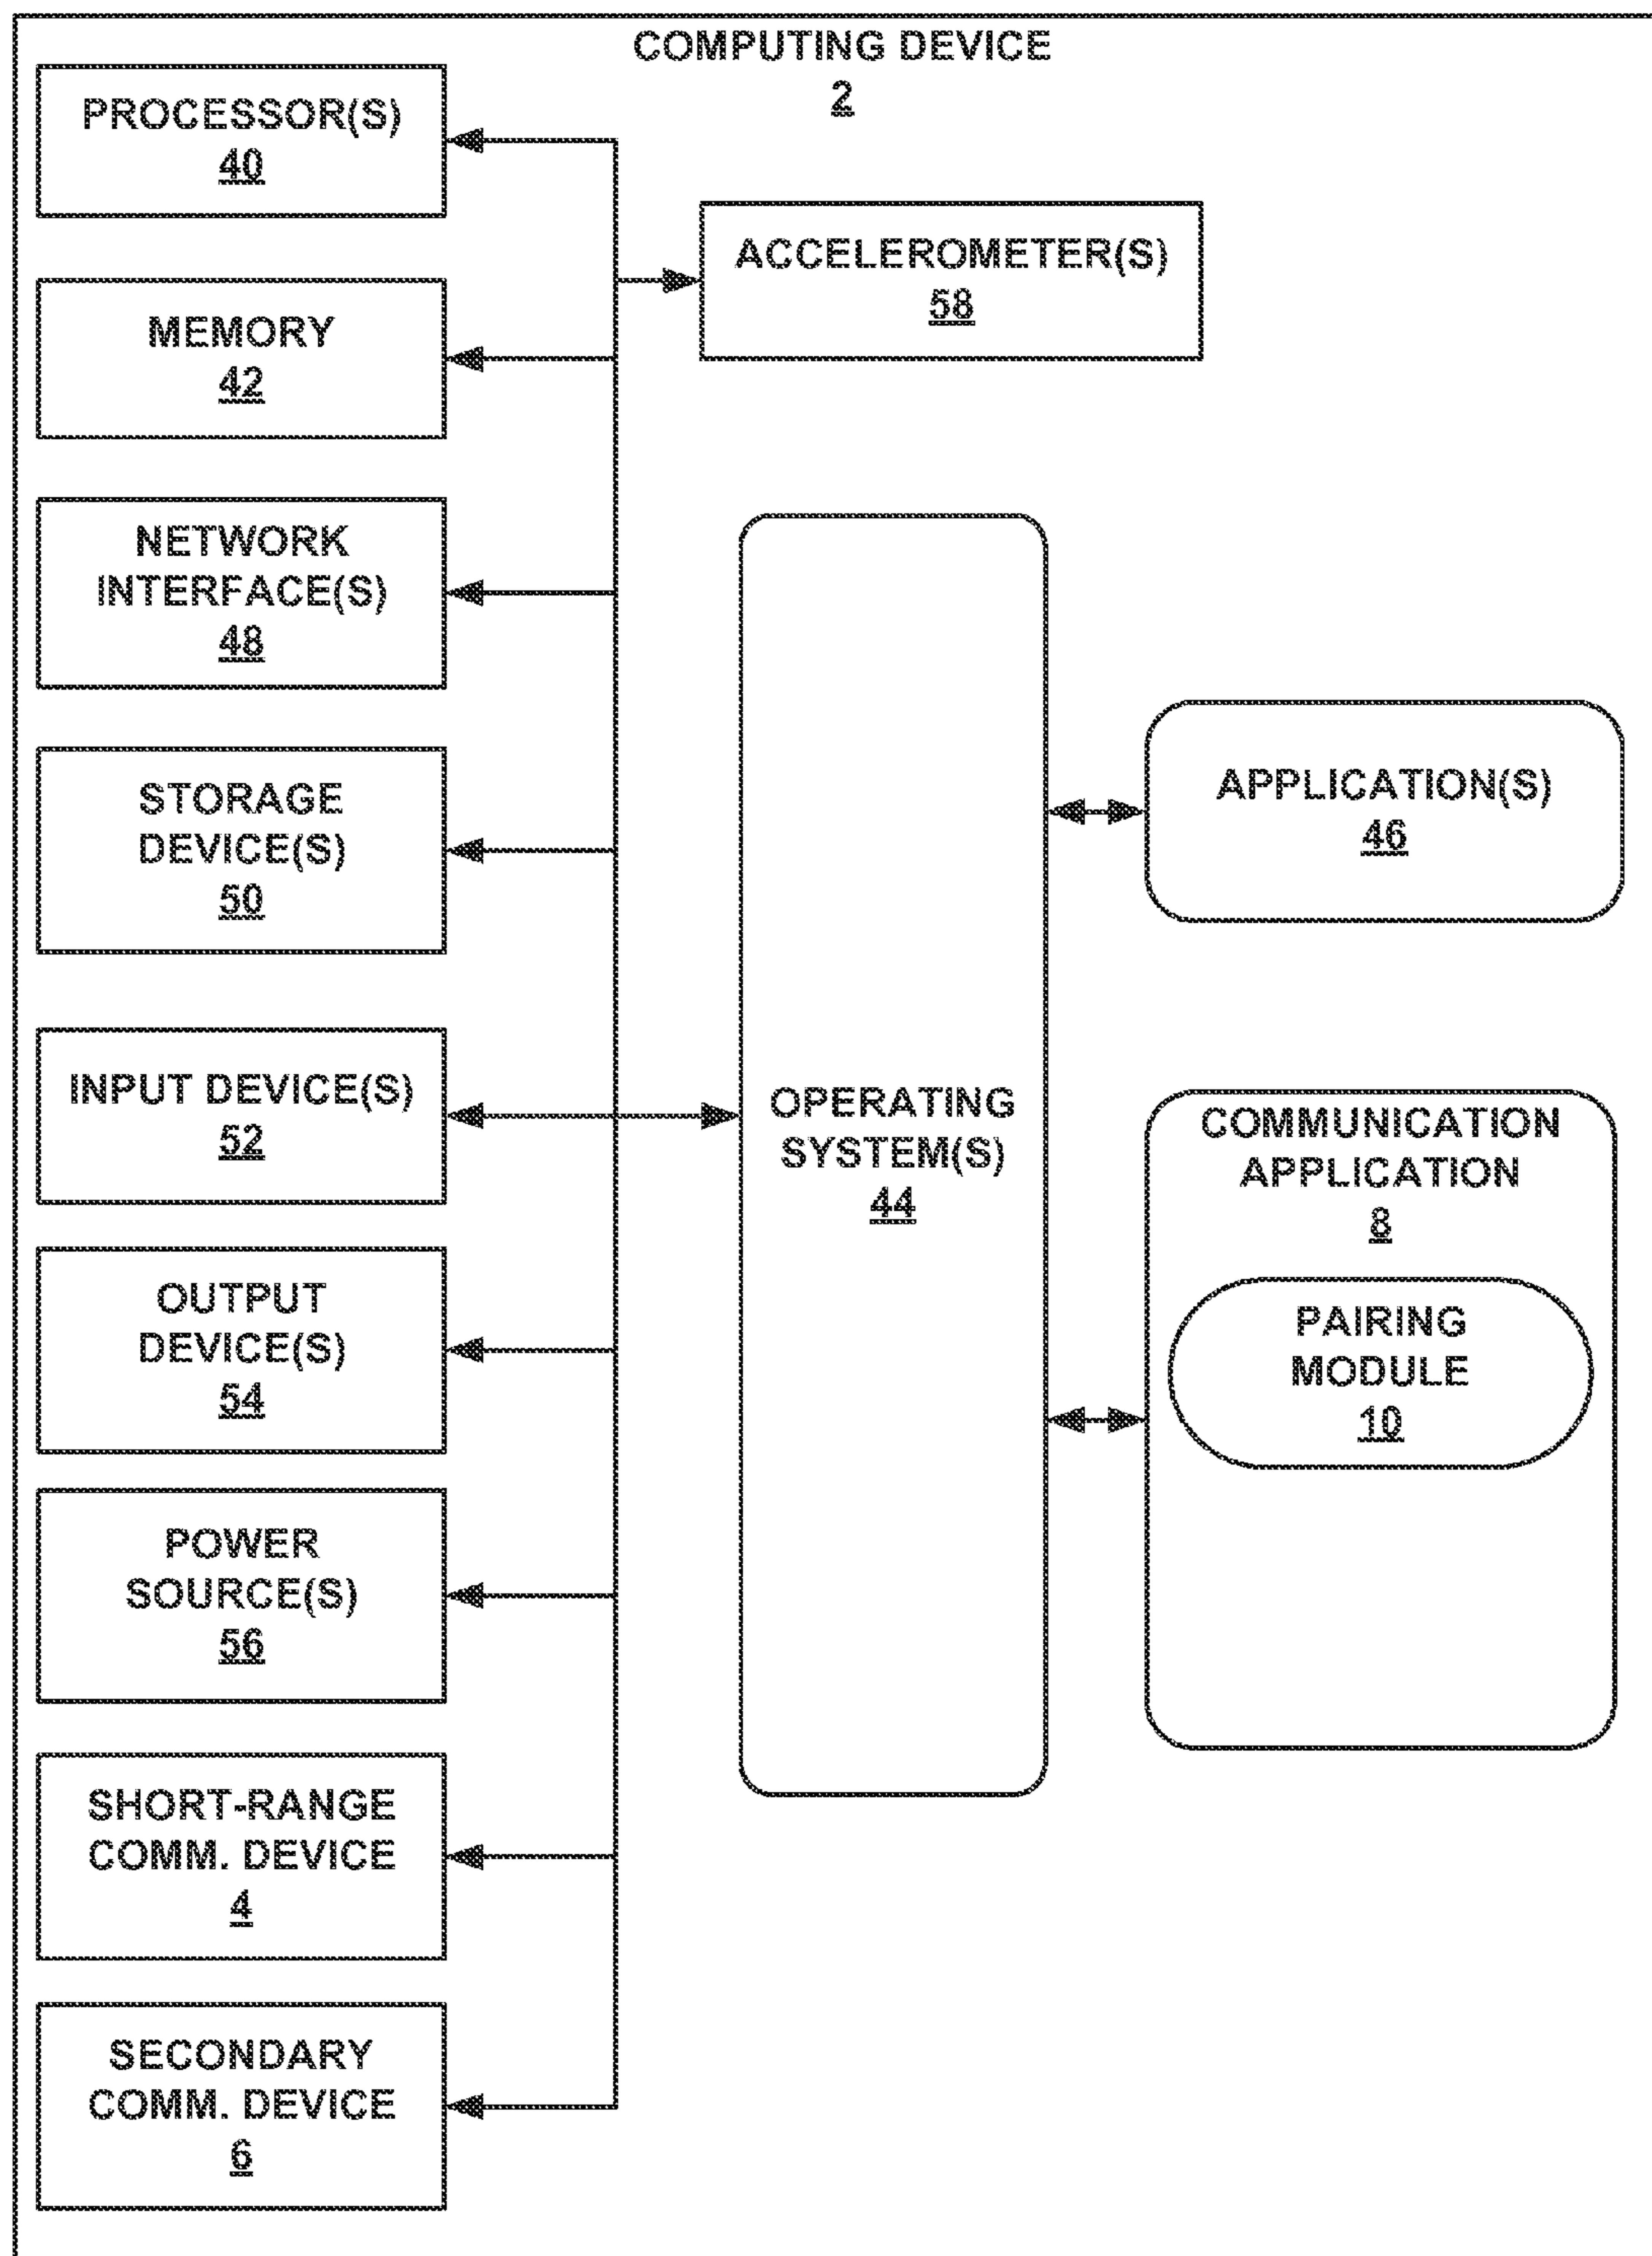 COMPUTING DEVICE
2
PROCESSOR(S)
40
ACCELEROMETER(S)
58
MEMORY
42
NETWORK
INTERFACE(S)
48
STORAGE
DEVICE(S)
50
INPUT DEVICE(S)
52
OUTPUT
DEVICE(S)
54
POWER
SOURCE(S)
56
SHORT-RANGE
COMM. DEVICE
4
SECONDARY
COMM. DEVICE
6
OPERATING
SYSTEM(S)
44
APPLICATION(S)
46
COMMUNICATION
APPLICATION
8
PAIRING
MODULE
10